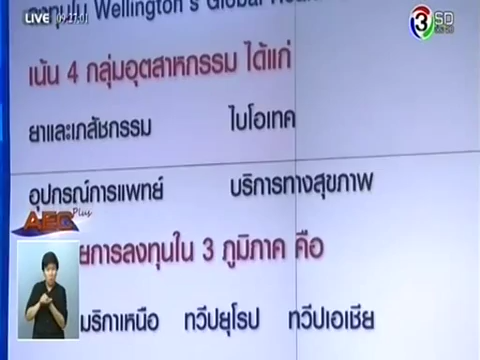 LIVE 09:27:01
3 SD
Wellington's Global
เน้น 4 กลุ่มอุตสาหกรรม ได้แก่
ยาและเภสัชกรรม ไบโอเทค
อุปกรณ์การแพทย์ บริการทางสุขภาพ
AEC Plus
ยการลงทุนใน 3 ภูมิภาค คือ
มริกาเหนือ ทวีปยุโรป ทวีปเอเชีย